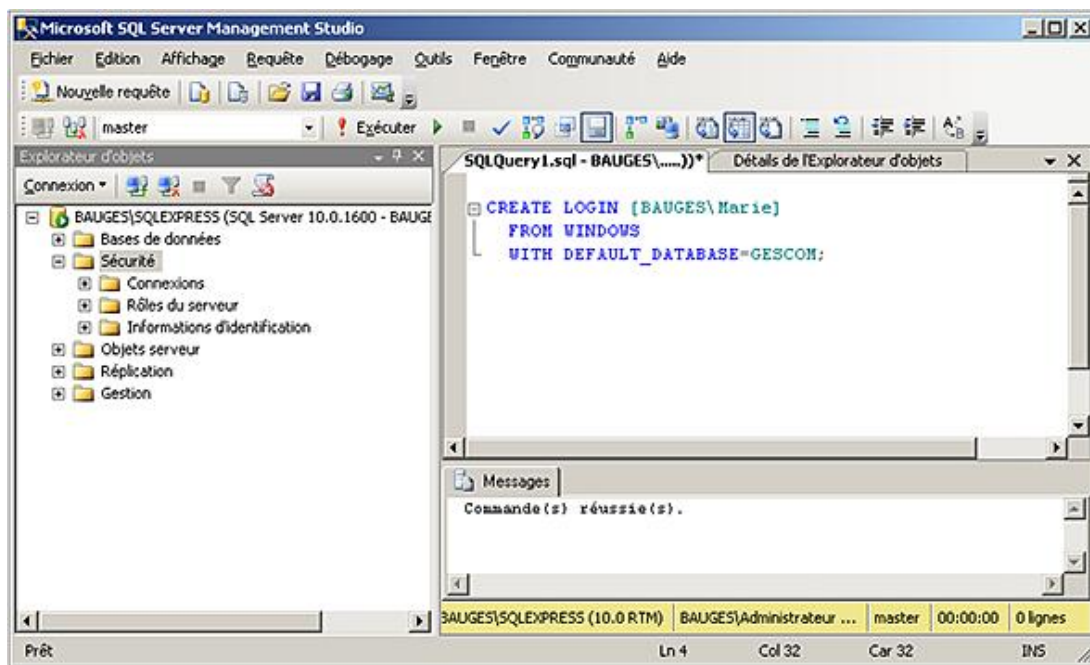 Microsoft SQL Server Management Studio
Fichier Edition Affichage Requête Débogage Outils Fenêtre Communauté Aide
Nouvelle requête
master Exécuter
Explorateur d'objets
Connexion
BAUGES\SQLEXPRESS (SQL Server 10.0.1600 - BAUGE
Bases de données
Sécurité
Connexions
Rôles du serveur
Informations d'identification
Objets serveur
Réplication
Gestion
SQLQuery1.sql - BAUGES\.....))* Détails de l'Explorateur d'objets
CREATE LOGIN [BAUGES\Marie]
FROM WINDOWS
WITH DEFAULT_DATABASE=GESCOM;
Messages
Commande(s) réussie(s).
BAUGES\SQLEXPRESS (10.0 RTM) BAUGES\Administrateur ... master 00:00:00 0 lignes
Prêt Ln 4 Col 32 Car 32 INS